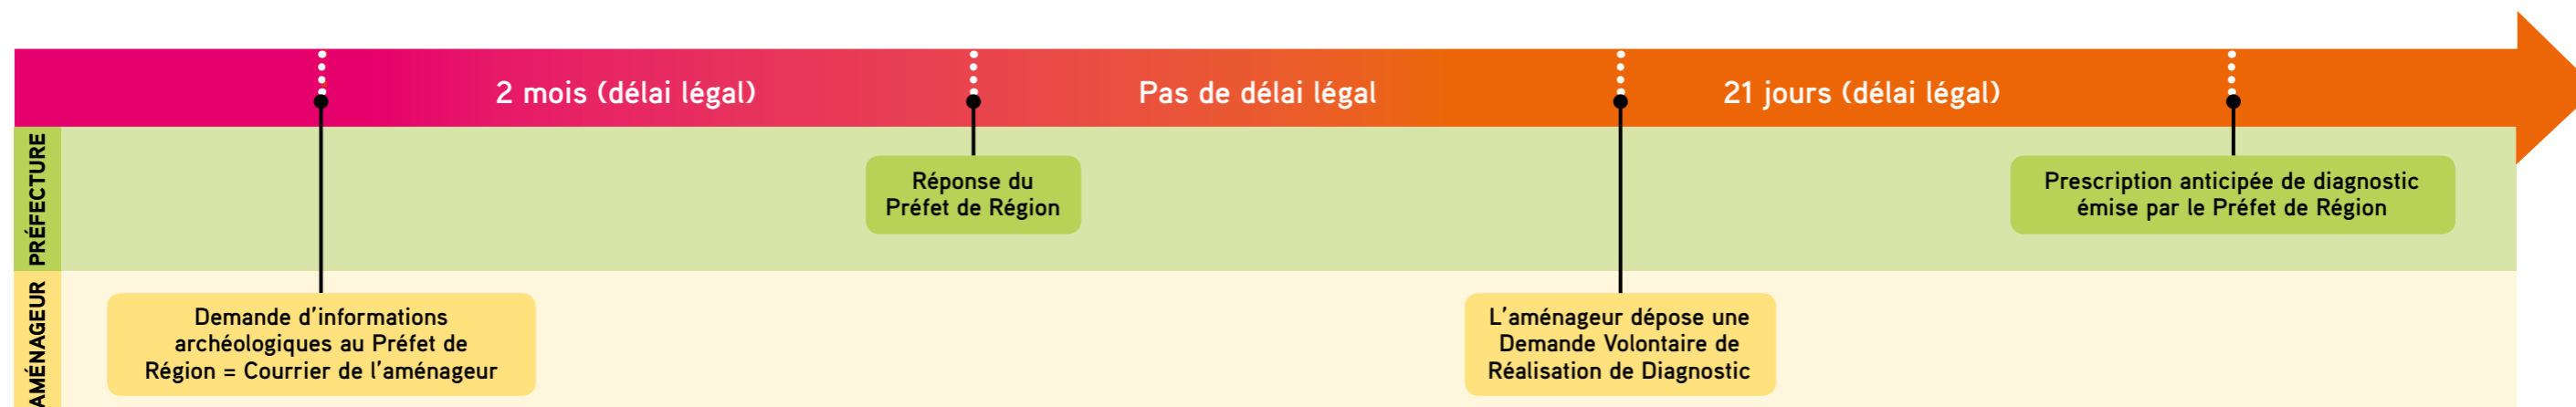 2 mois (délai légal)
Pas de délai légal
21 jours (délai légal)
PRÉFECTURE
Réponse du
Préfet de Région
Prescription anticipée de diagnostic
émise par le Préfet de Région
AMÉNAGEUR
Demande d'informations
archéologiques au Préfet de
Région = Courrier de l'aménageur
L'aménageur dépose une
Demande Volontaire de
Réalisation de Diagnostic